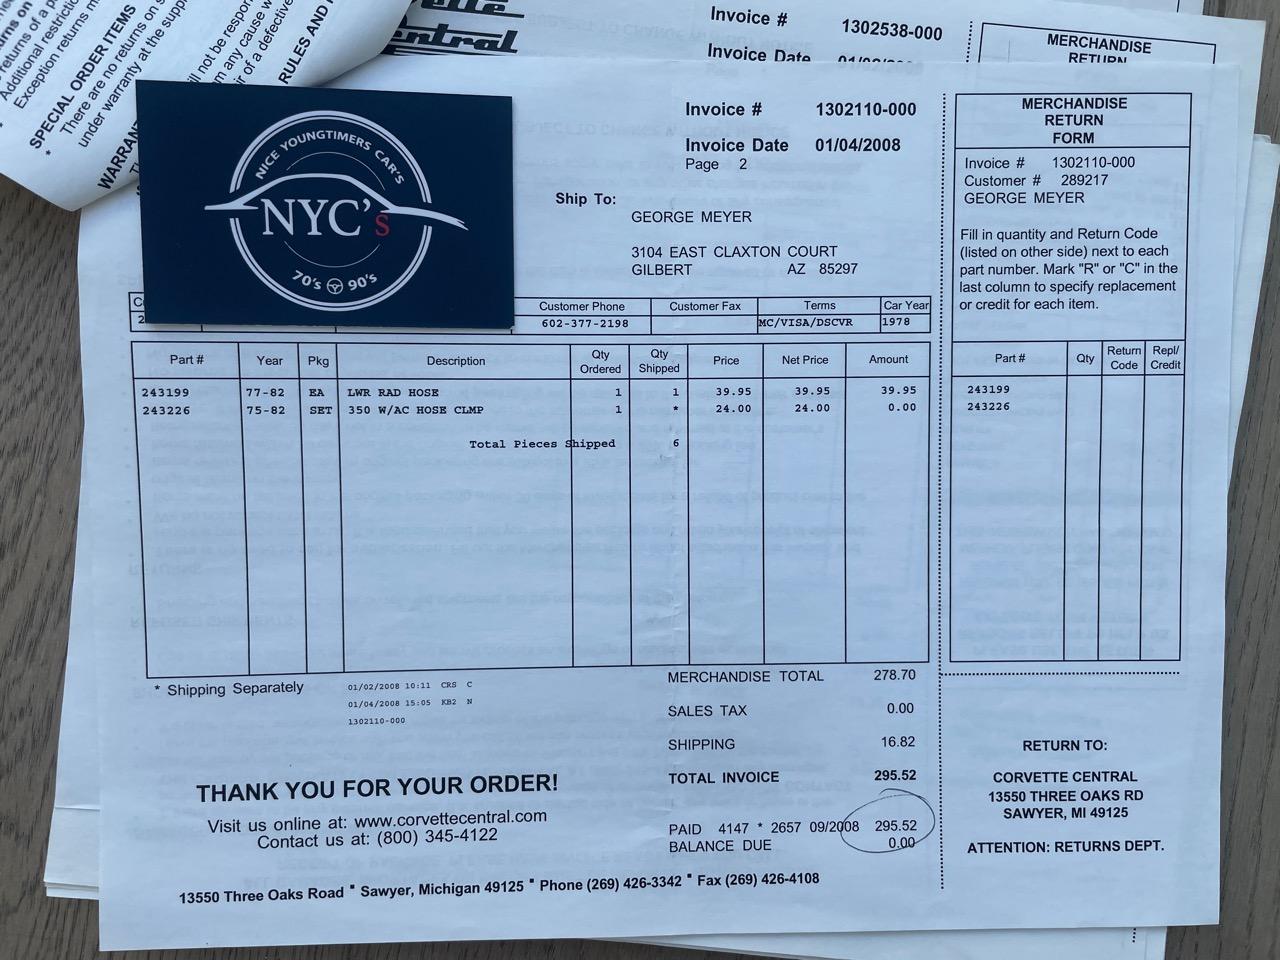 Exception returns m
SPECIAL ORDER ITEMS
* There are no returns on s
under warranty at the supp
WARRAN
RULES AND
entral
Invoice # 1302538-000
Invoice Date
MERCHANDISE
RETURN
NICE YOUNGTIMERS CAR'S
NYC's
70's 90's
Invoice # 1302110-000
Invoice Date 01/04/2008
Page 2
Ship To:
GEORGE MEYER
3104 EAST CLAXTON COURT
GILBERT AZ 85297
Customer Phone Customer Fax Terms Car Year
602-377-2198 MC/VISA/DSCVR 1978
Part # Year Pkg Description Qty Ordered Qty Shipped Price Net Price Amount
243199 77-82 EA LWR RAD HOSE 1 1 39.95 39.95 39.95
243226 75-82 SET 350 W/AC HOSE CLMP 1 * 24.00 24.00 0.00
Total Pieces Shipped 6
* Shipping Separately
01/02/2008 10:11 CRS C
01/04/2008 15:05 KB2 N
1302110-000
MERCHANDISE TOTAL 278.70
SALES TAX 0.00
SHIPPING 16.82
TOTAL INVOICE 295.52
PAID 4147 * 2657 09/2008 295.52
BALANCE DUE 0.00
THANK YOU FOR YOUR ORDER!
Visit us online at: www.corvettecentral.com
Contact us at: (800) 345-4122
13550 Three Oaks Road * Sawyer, Michigan 49125 * Phone (269) 426-3342 * Fax (269) 426-4108
MERCHANDISE
RETURN
FORM
Invoice # 1302110-000
Customer # 289217
GEORGE MEYER
Fill in quantity and Return Code
(listed on other side) next to each
part number. Mark "R" or "C" in the
last column to specify replacement
or credit for each item.
Part # Qty Return Code Repl/ Credit
243199
243226
RETURN TO:
CORVETTE CENTRAL
13550 THREE OAKS RD
SAWYER, MI 49125
ATTENTION: RETURNS DEPT.